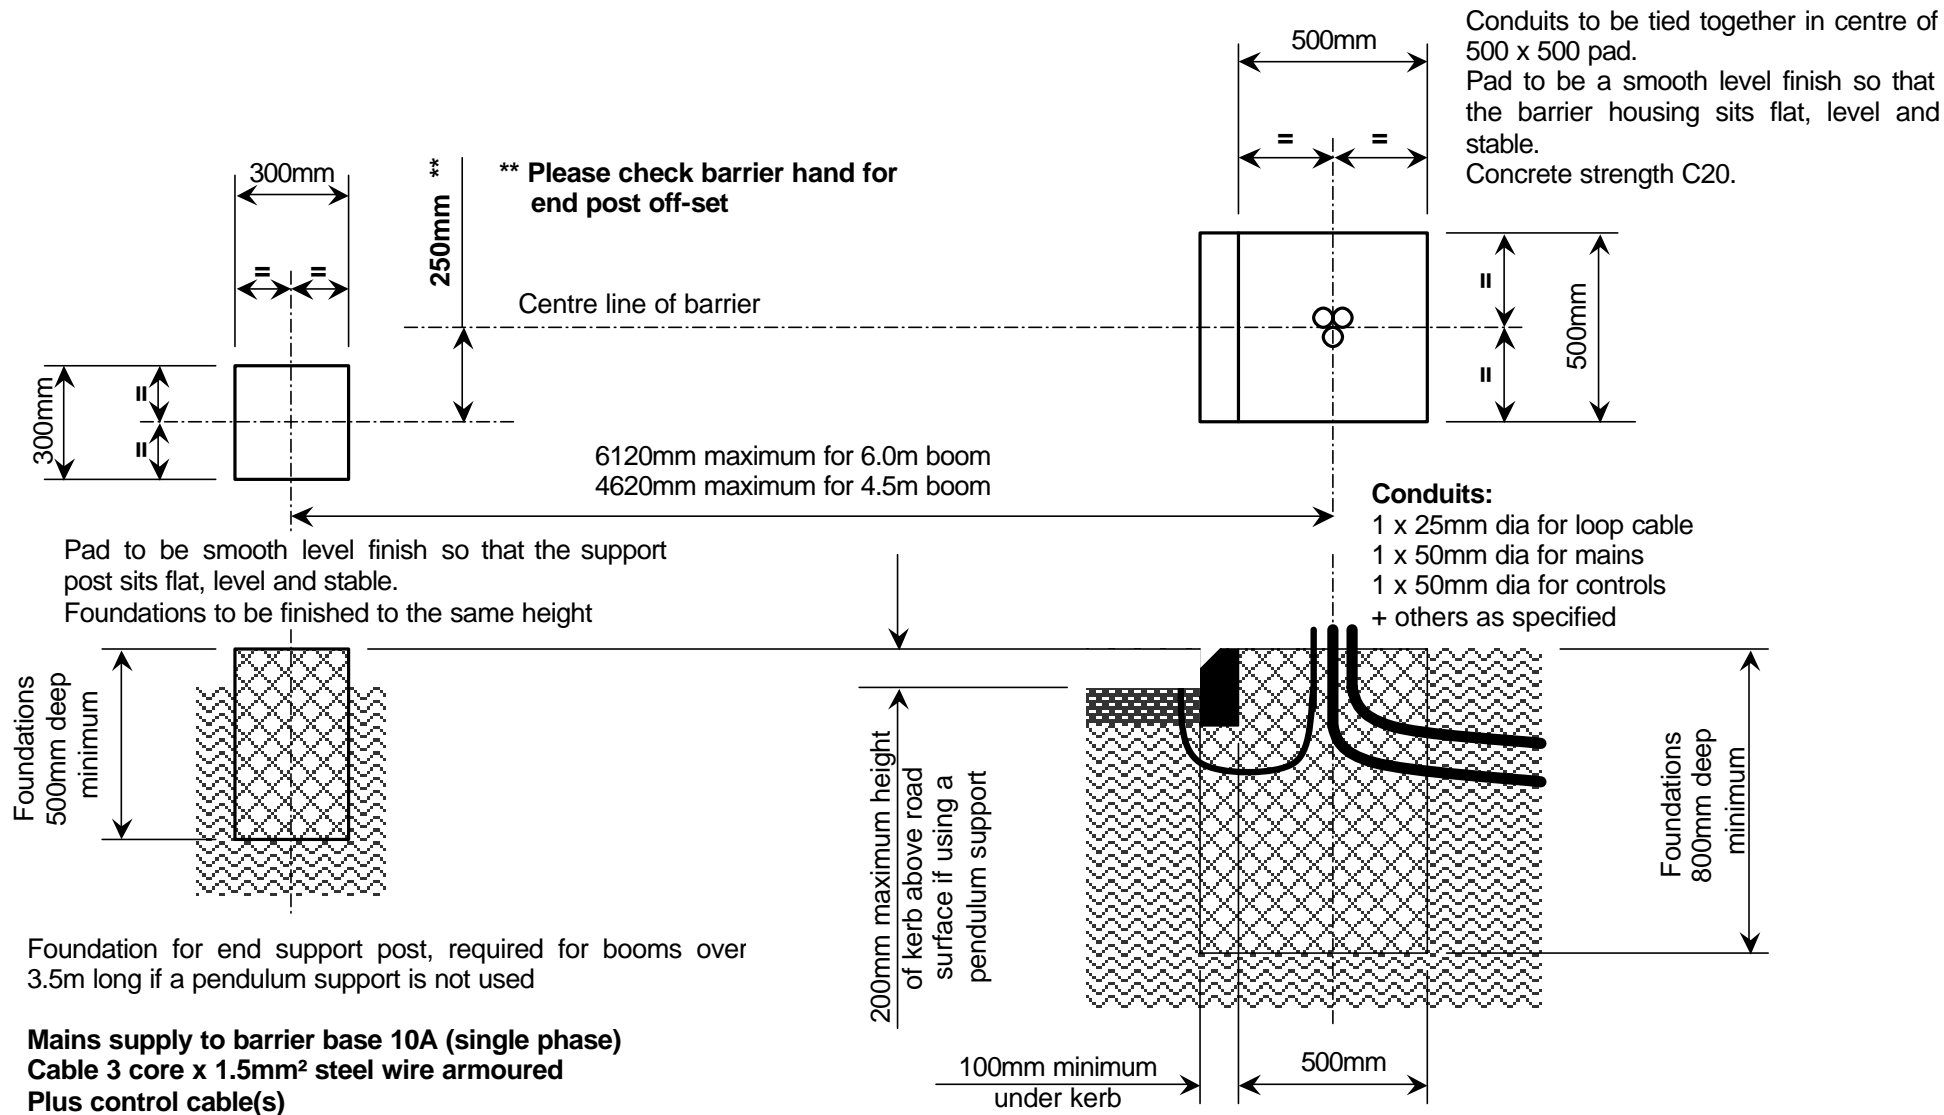 500mm
Conduits to be tied together in centre of
500 x 500 pad.
Pad to be a smooth level finish so that
the barrier housing sits flat, level and
stable.
Concrete strength C20.
= =
300mm
250mm **
** Please check barrier hand for
end post off-set
= =
Centre line of barrier
=
=
500mm
300mm
=
=
6120mm maximum for 6.0m boom
4620mm maximum for 4.5m boom
Conduits:
1 x 25mm dia for loop cable
1 x 50mm dia for mains
1 x 50mm dia for controls
+ others as specified
Pad to be smooth level finish so that the support
post sits flat, level and stable.
Foundations to be finished to the same height
Foundations
500mm deep
minimum
200mm maximum height
of kerb above road
surface if using a
pendulum support
Foundations
800mm deep
minimum
Foundation for end support post, required for booms over
3.5m long if a pendulum support is not used
Mains supply to barrier base 10A (single phase)
Cable 3 core x 1.5mm² steel wire armoured
Plus control cable(s)
100mm minimum
under kerb
500mm